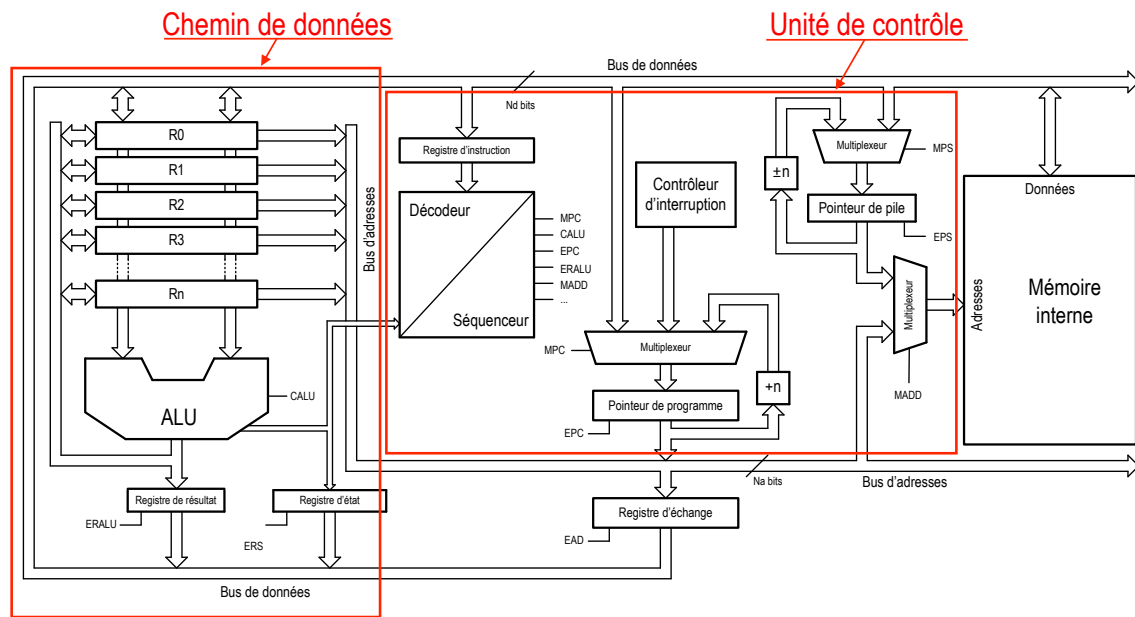 Chemin de données
Unité de contrôle
Bus de données
Nd bits
R0
R1
R2
R3
Rn
Bus d'adresses
ALU
CALU
Registre de résultat
Registre d'état
ERALU
ERS
Bus de données
Registre d'instruction
Décodeur
Séquenceur
MPC
CALU
EPC
ERALU
MADD
...
Contrôleur
d'interruption
MPC
Multiplexeur
+n
Pointeur de programme
EPC
±n
Multiplexeur
MPS
Pointeur de pile
EPS
Multiplexeur
MADD
Données
Adresses
Mémoire
interne
Na bits
Bus d'adresses
Registre d'échange
EAD